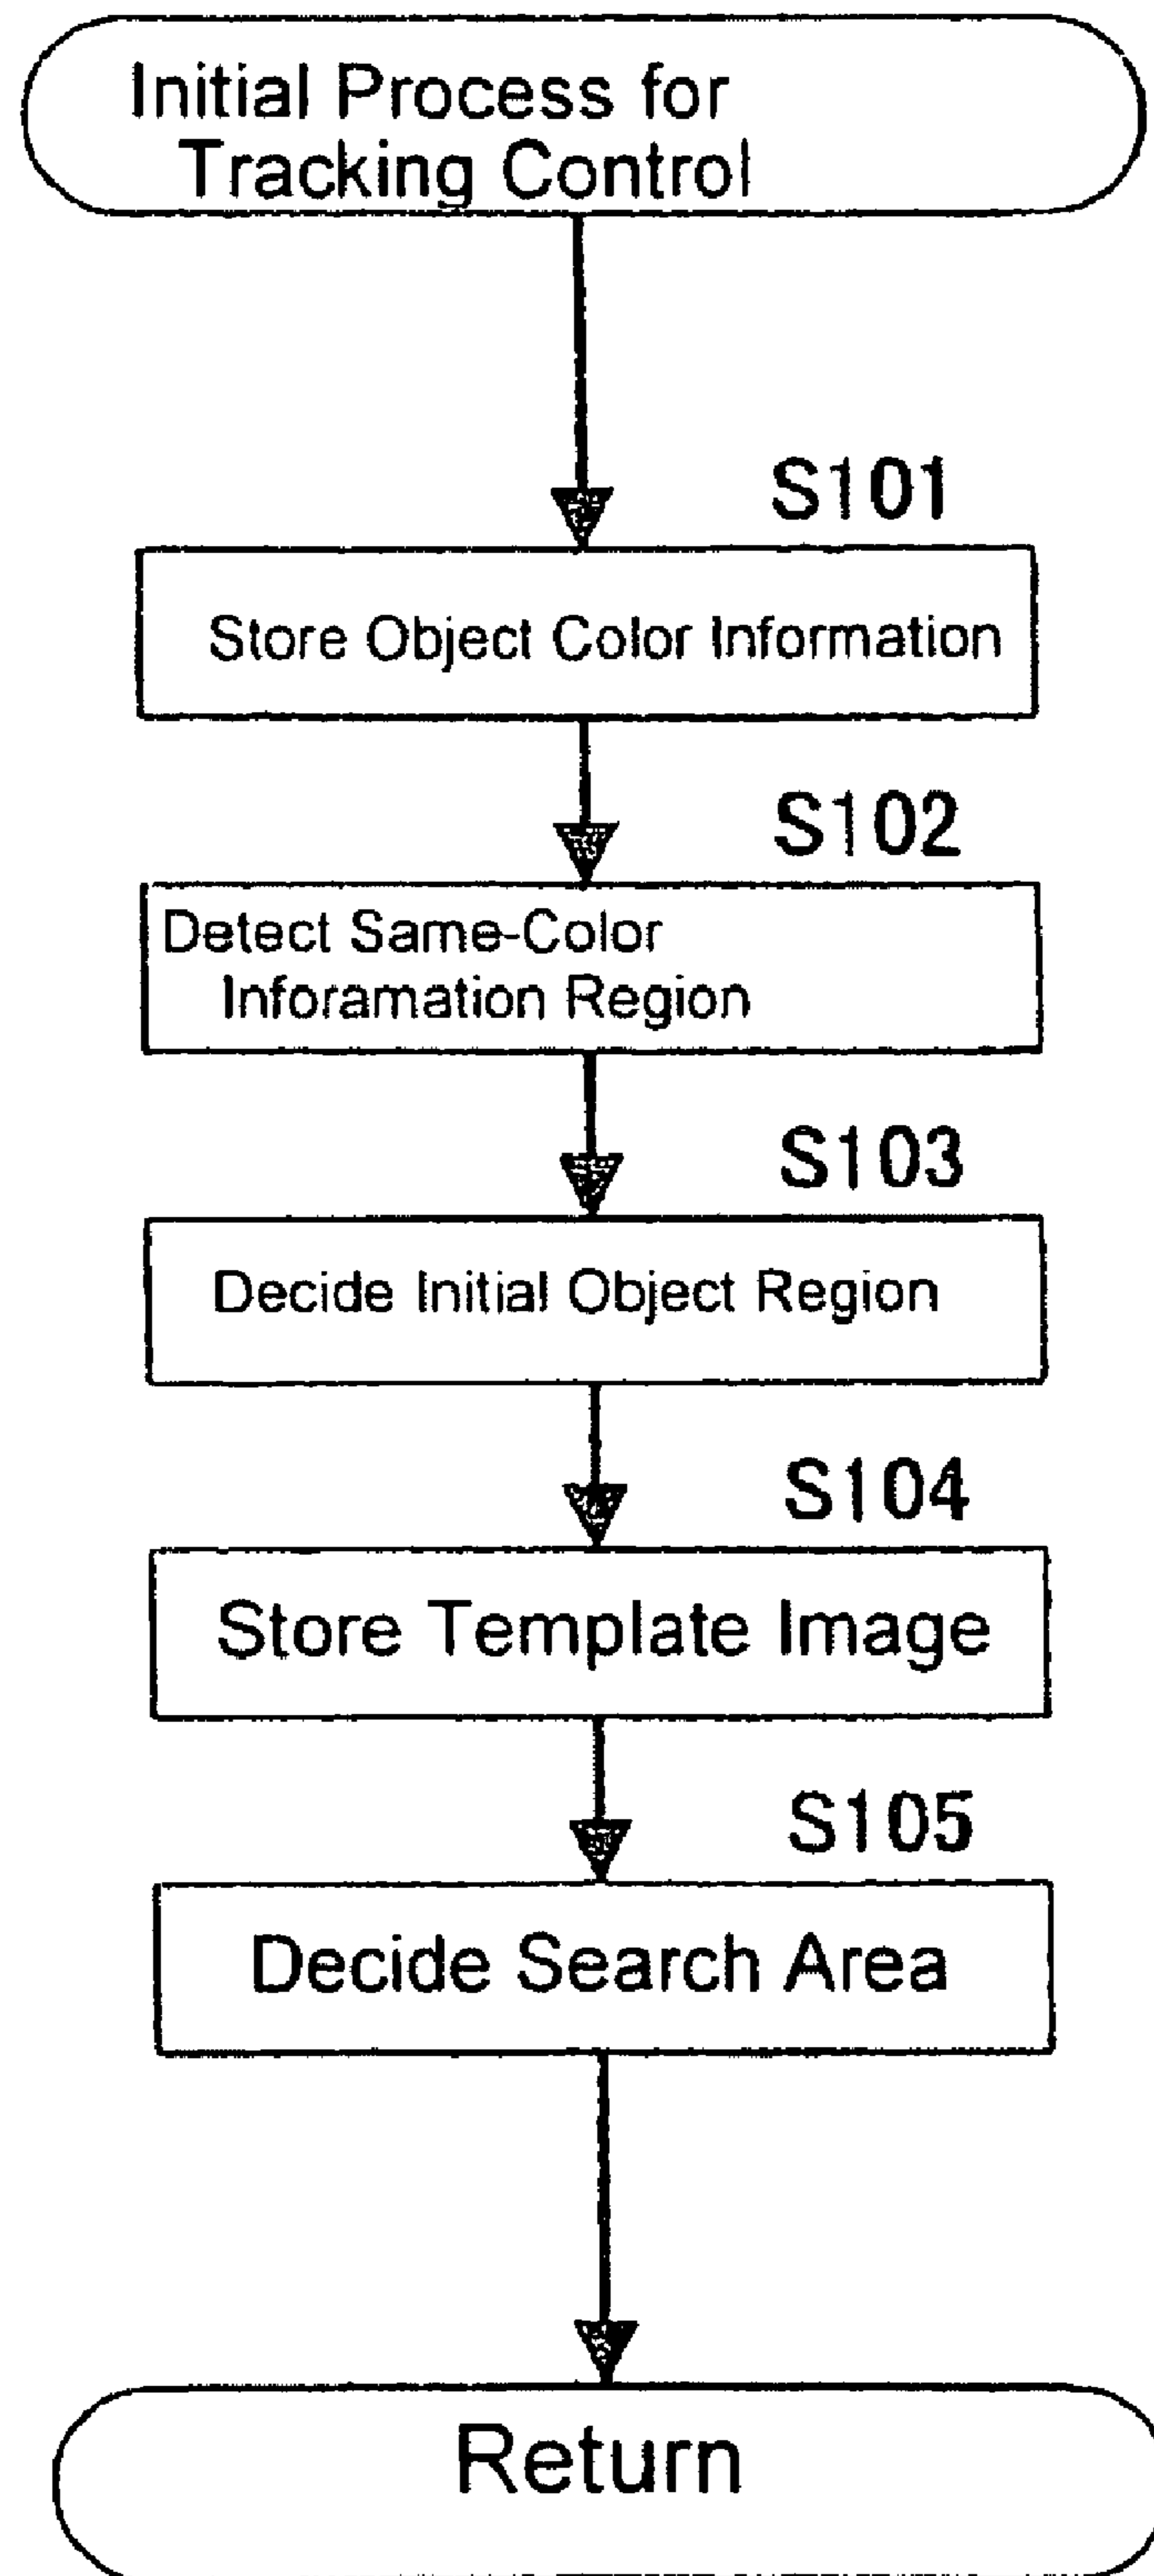 Initial Process for
Tracking Control
S101
Store Object Color Information
S102
Detect Same-Color
Inforamation Region
S103
Decide Initial Object Region
S104
Store Template Image
S105
Decide Search Area
Return